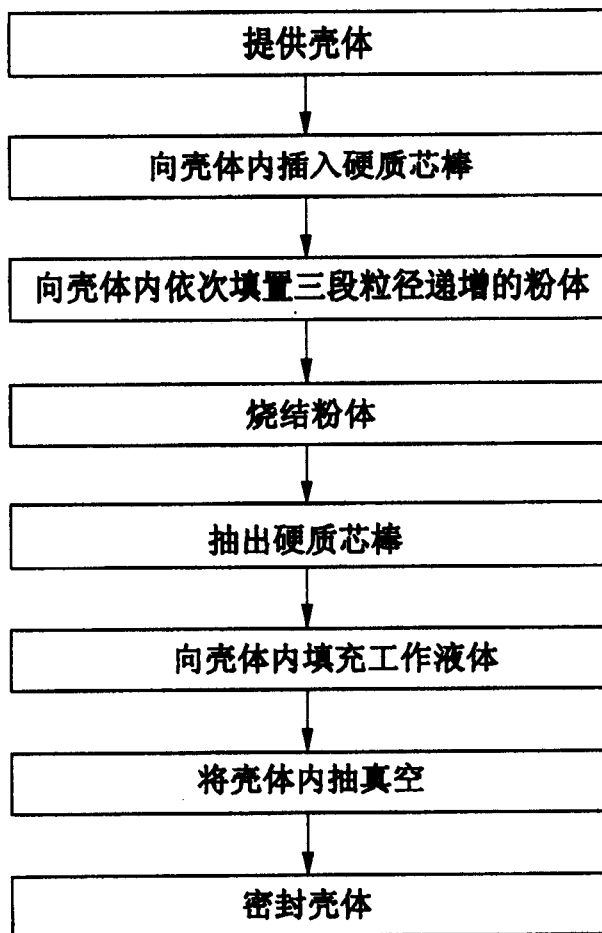 提供壳体
向壳体内插入硬质芯棒
向壳体内依次填置三段粒径递增的粉体
烧结粉体
抽出硬质芯棒
向壳体内填充工作液体
将壳体内抽真空
密封壳体